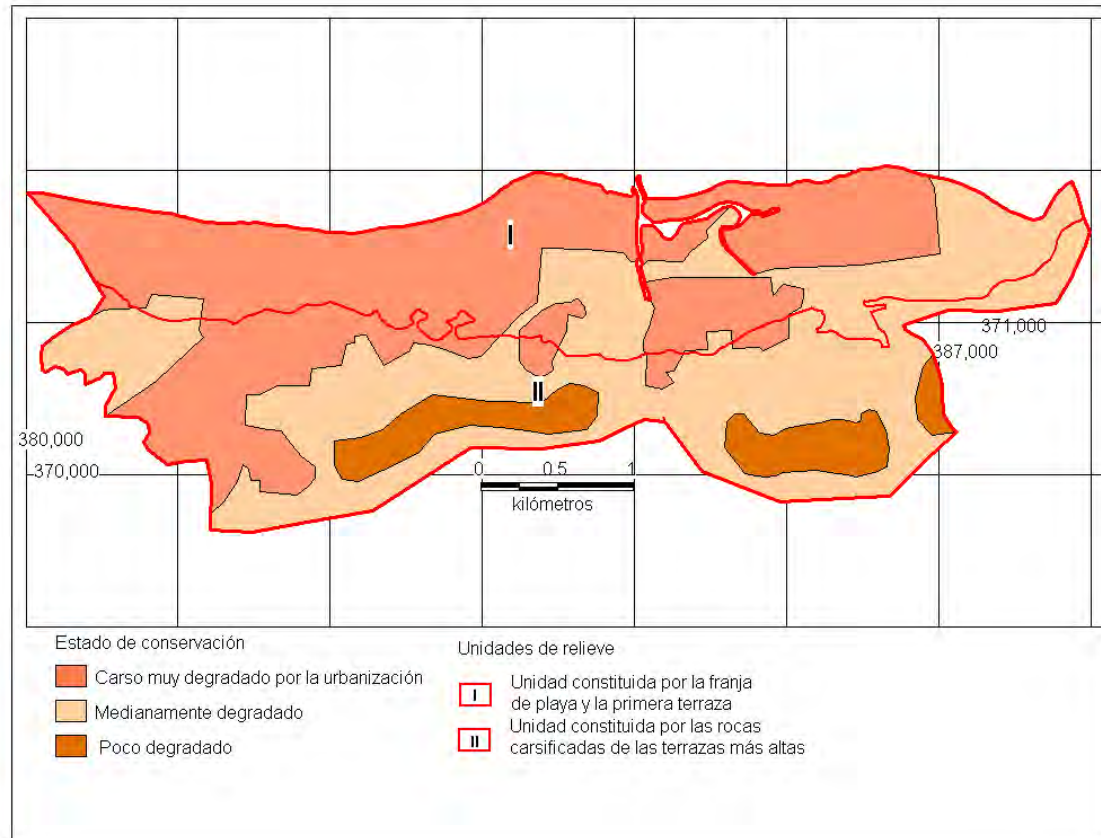 I
371,000
387,000
II
380,000
370,000
0 0.5 1
kilómetros
Estado de conservación
Carso muy degradado por la urbanización
Medianamente degradado
Poco degradado
Unidades de relieve
I
Unidad constituida por la franja
de playa y la primera terraza
II
Unidad constituida por las rocas
carsificadas de las terrazas más altas